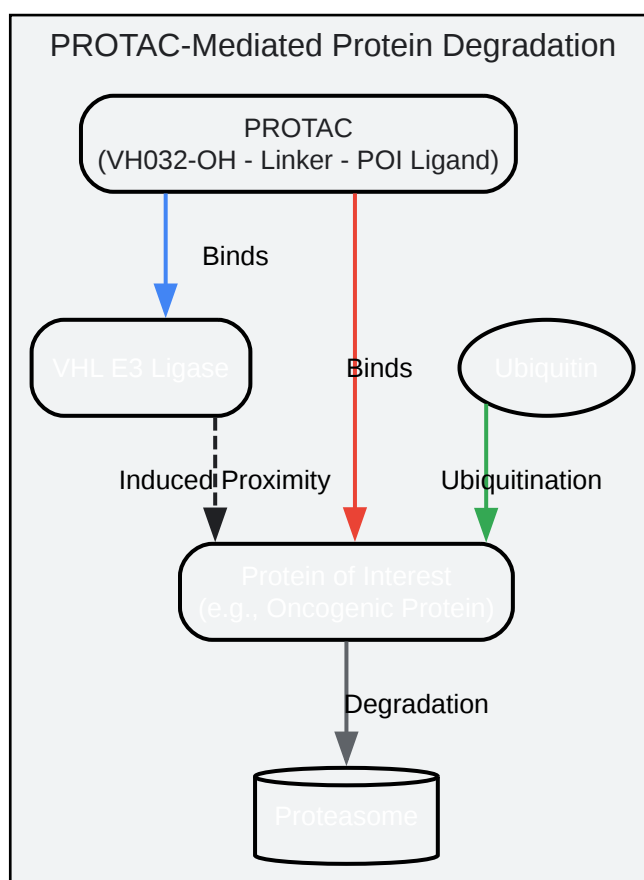 PROTAC-Mediated Protein Degradation
PROTAC
(VH032-OH - Linker - POI Ligand)
Binds
VHL E3 Ligase
Binds
Ubiquitin
Induced Proximity
Ubiquitination
Protein of Interest
(e.g., Oncogenic Protein)
Degradation
Proteasome